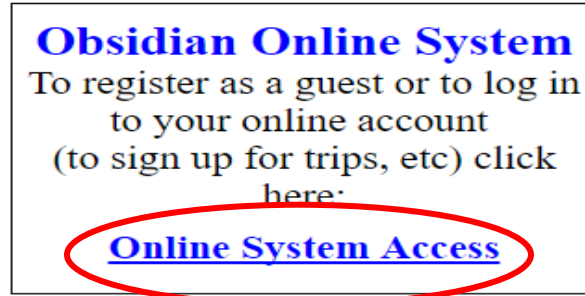 Obsidian Online System
To register as a guest or to log in
to your online account
(to sign up for trips, etc) click
here:
Online System Access